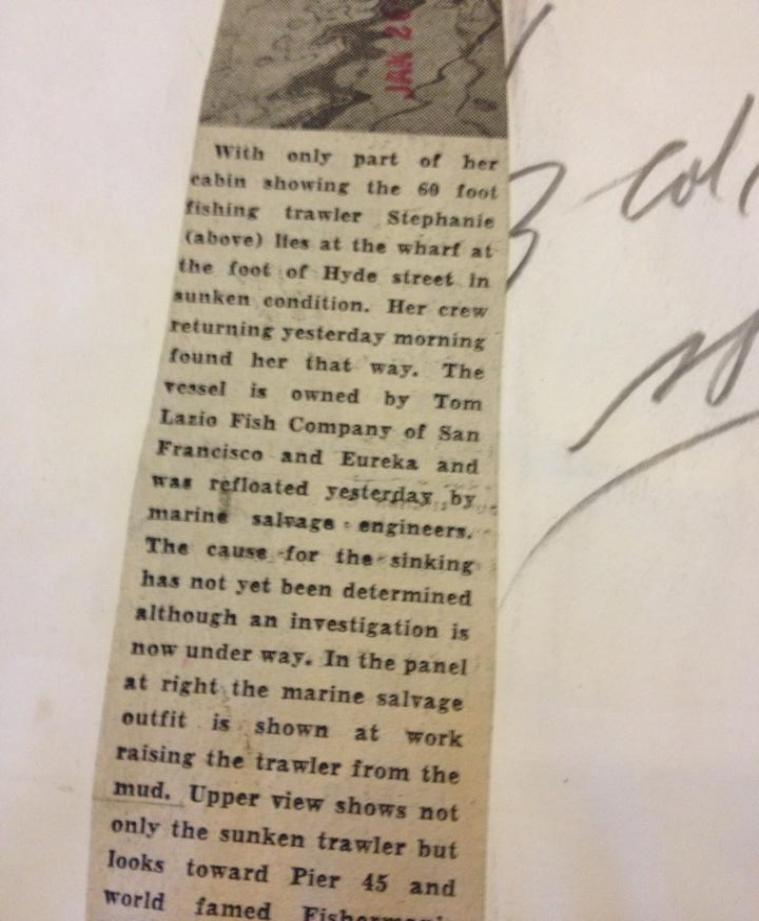 JAN 26
With only part of her
cabin showing the 60 foot
fishing trawler Stephanie
(above) lies at the wharf at
the foot of Hyde street in
sunken condition. Her crew
returning yesterday morning
found her that way. The
vessel is owned by Tom
Lazio Fish Company of San
Francisco and Eureka and
was refloated yesterday by
marine salvage engineers.
The cause for the sinking
has not yet been determined
although an investigation is
now under way. In the panel
at right the marine salvage
outfit is shown at work
raising the trawler from the
mud. Upper view shows not
only the sunken trawler but
looks toward Pier 45 and
world famed
3 col